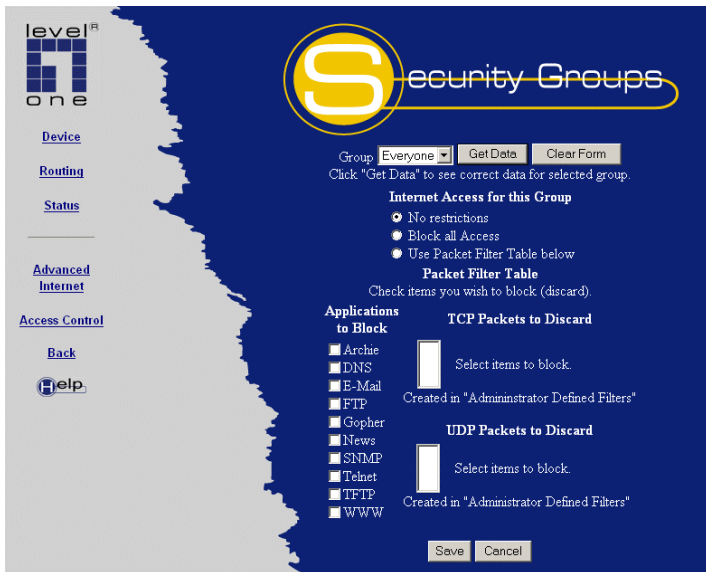 level®
one
Device
Routing
Status
Advanced
Internet
Access Control
Back
Help
Security Groups
Group Everyone Get Data Clear Form
Click "Get Data" to see correct data for selected group.
Internet Access for this Group
No restrictions
Block all Access
Use Packet Filter Table below
Packet Filter Table
Check items you wish to block (discard).
Applications
to Block
Archie
DNS
E-Mail
FTP
Gopher
News
SNMP
Telnet
TFTP
WWW
TCP Packets to Discard
Select items to block.
Created in "Admininstrator Defined Filters"
UDP Packets to Discard
Select items to block.
Created in "Administrator Defined Filters"
Save Cancel